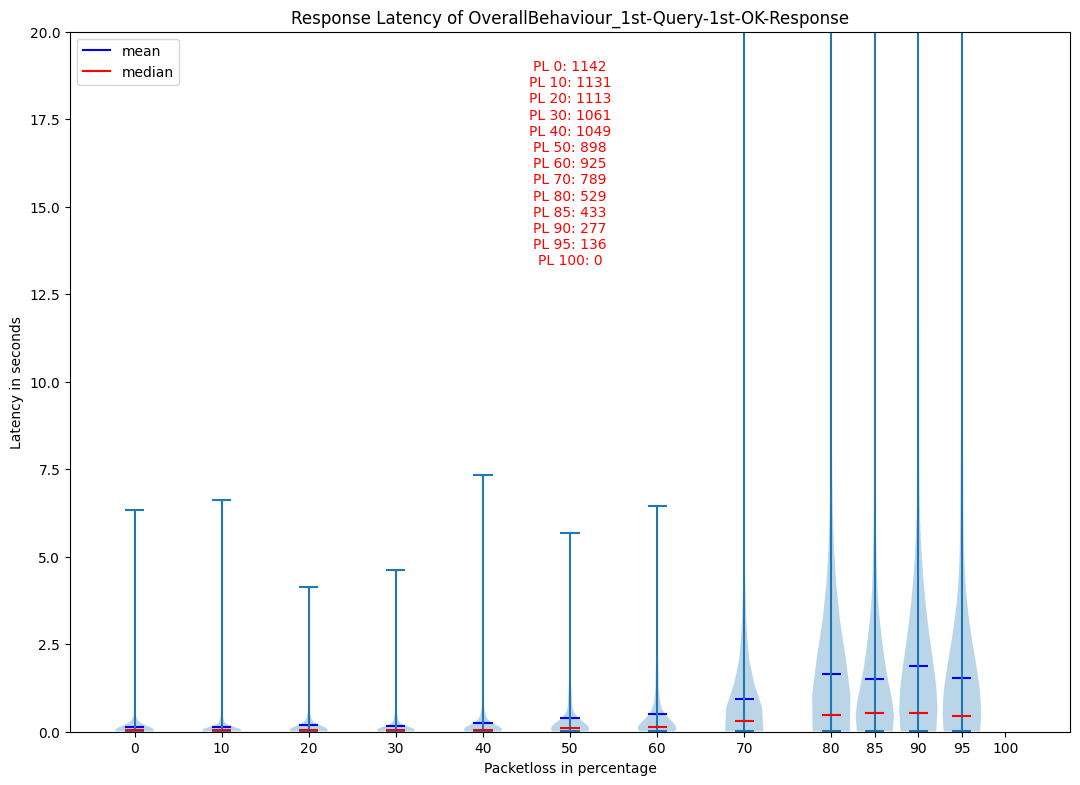 Response Latency of OverallBehaviour_1st-Query-1st-OK-Response
20.0
17.5
15.0
12.5
10.0
7.5
5.0
2.5
0.0
Latency in seconds
mean
median
PL 0: 1142
PL 10: 1131
PL 20: 1113
PL 30: 1061
PL 40: 1049
PL 50: 898
PL 60: 925
PL 70: 789
PL 80: 529
PL 85: 433
PL 90: 277
PL 95: 136
PL 100: 0
0 10 20 30 40 50 60 70 80 85 90 95 100
Packetloss in percentage